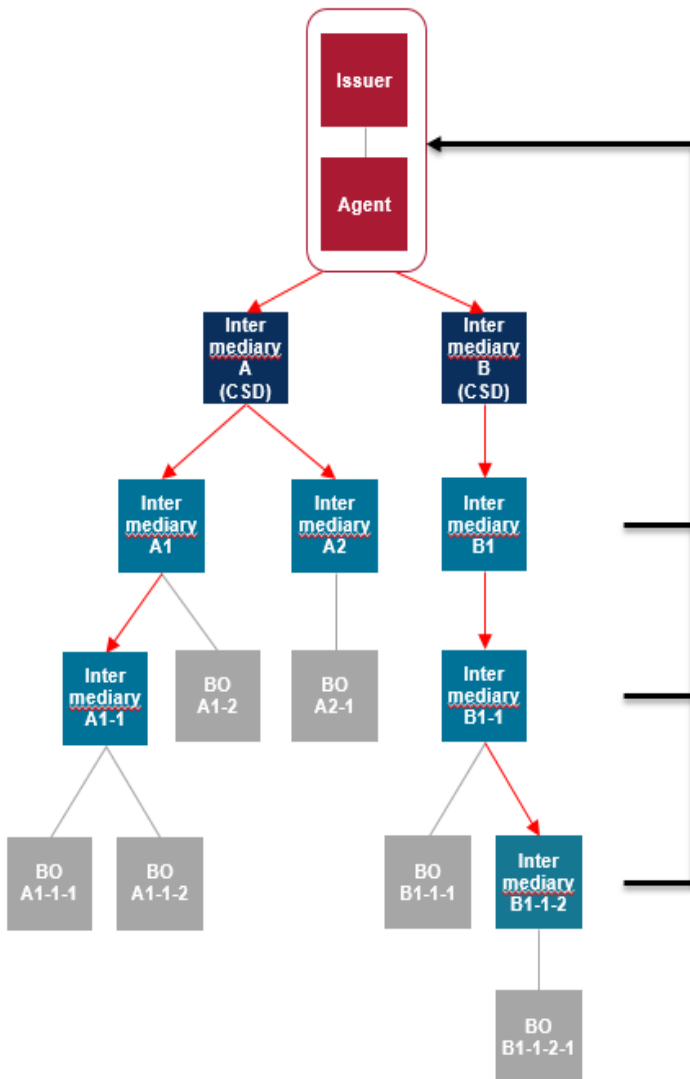 Issuer
Agent
Inter
mediary
A
(CSD)
Inter
mediary
B
(CSD)
Inter
mediary
A1
Inter
mediary
A2
Inter
mediary
B1
Inter
mediary
A1-1
BO
A1-2
BO
A2-1
Inter
mediary
B1-1
BO
A1-1-1
BO
A1-1-2
BO
B1-1-1
Inter
mediary
B1-1-2
BO
B1-1-2-1